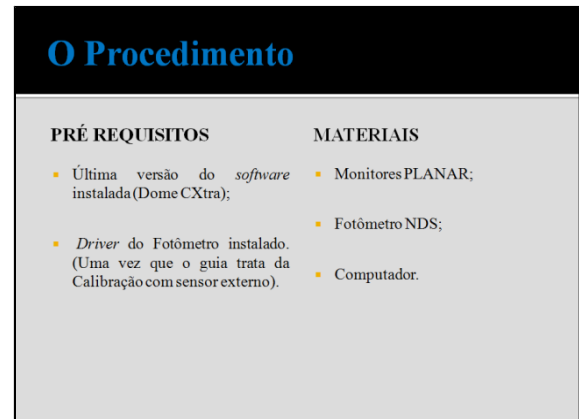 O Procedimento
PRÉ REQUISITOS
Última versão do software
instalada (Dome CXtra);
Driver do Fotômetro instalado.
(Uma vez que o guia trata da
Calibração com sensor externo).
MATERIAIS
Monitores PLANAR;
Fotômetro NDS;
Computador.